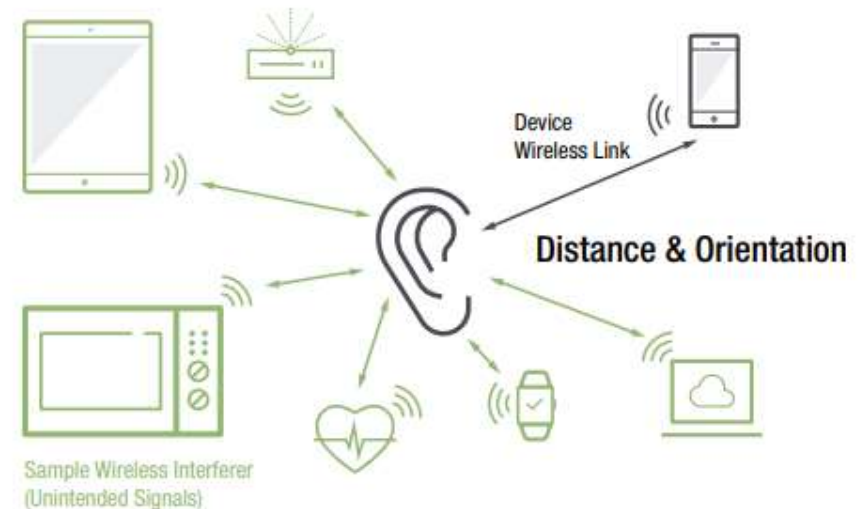 Device
Wireless Link
Distance & Orientation
Sample Wireless Interferer
(Unintended Signals)